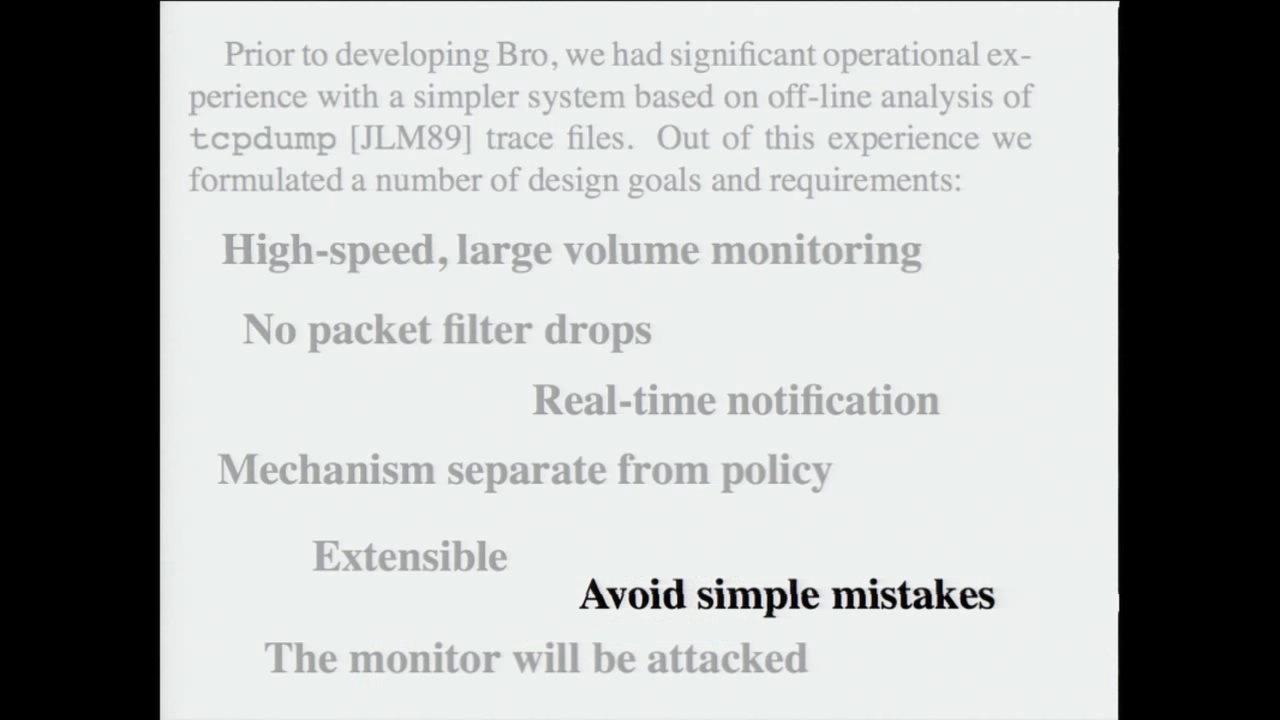 Prior to developing Bro, we had significant operational ex-
perience with a simpler system based on off-line analysis of
tcpdump [JLM89] trace files. Out of this experience we
formulated a number of design goals and requirements:
High-speed, large volume monitoring
No packet filter drops
Real-time notification
Mechanism separate from policy
Extensible
Avoid simple mistakes
The monitor will be attacked